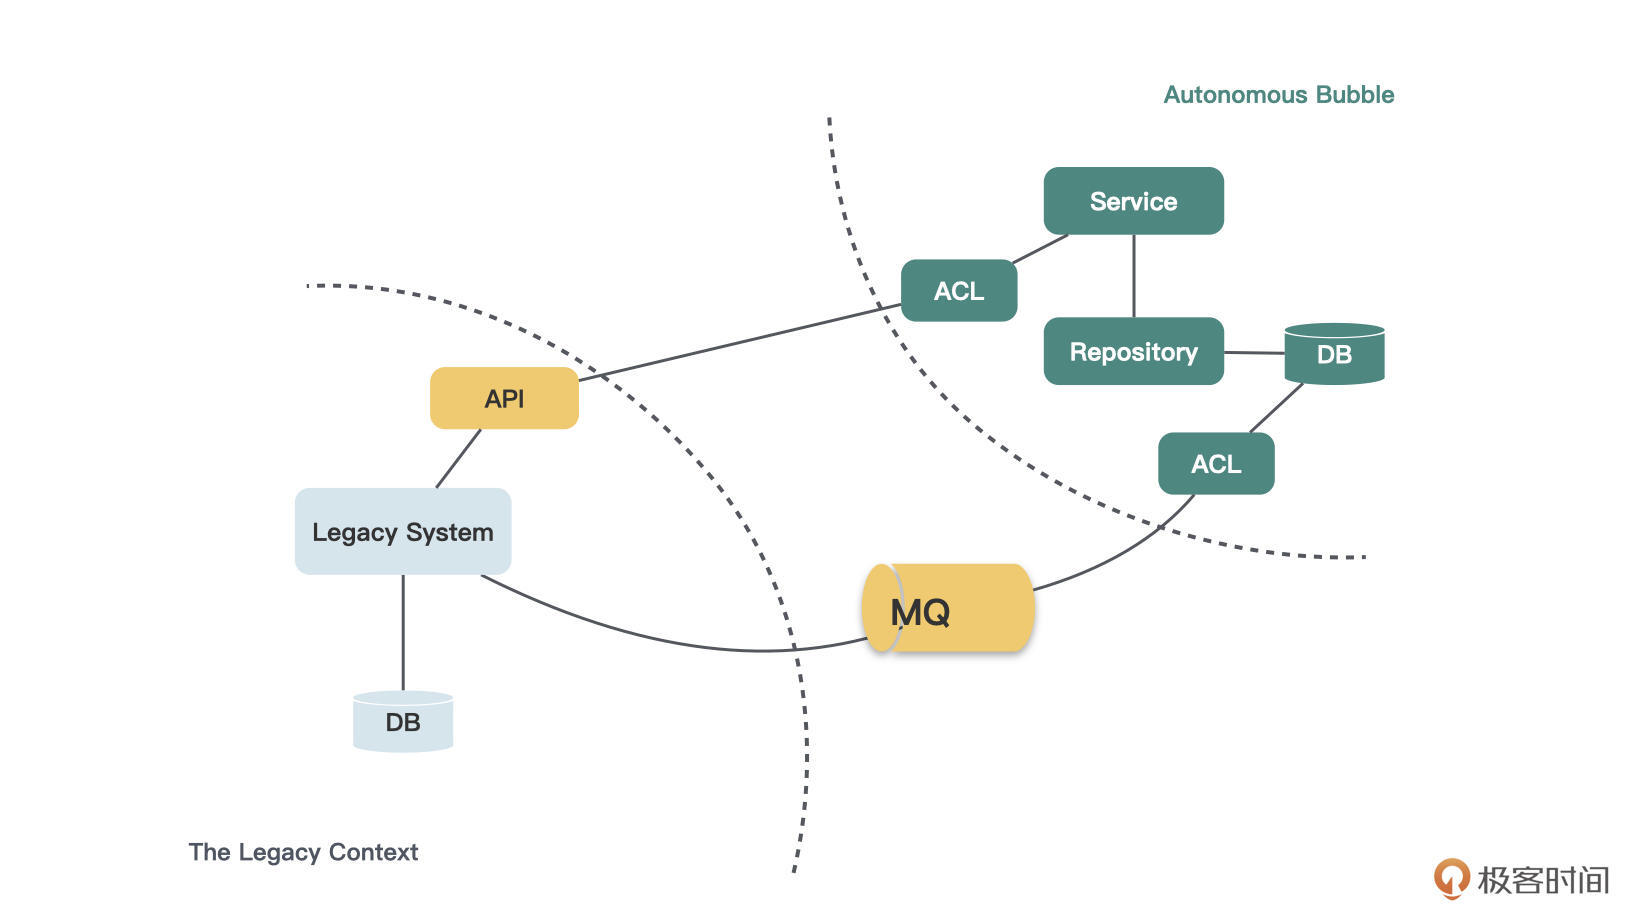 Autonomous Bubble
Service
ACL
Repository
DB
API
ACL
Legacy System
MQ
DB
The Legacy Context
极客时间